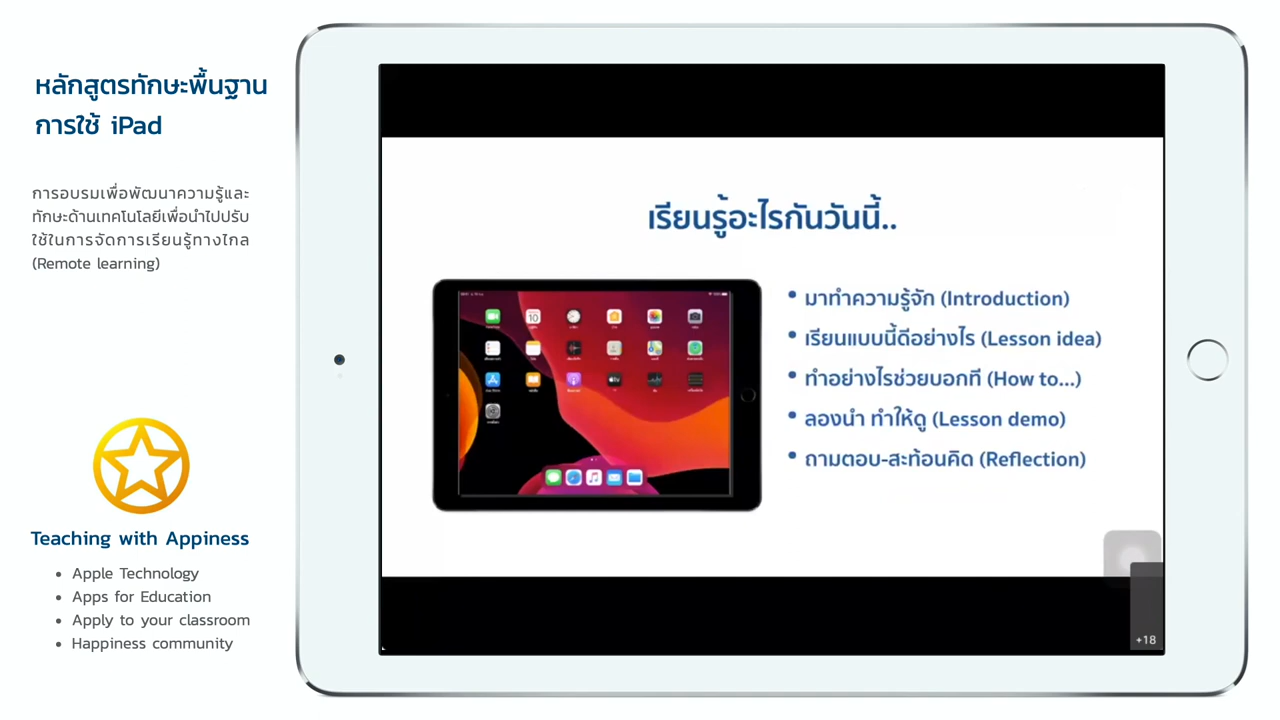 หลักสูตรทักษะพื้นฐาน
การใช้ iPad
การอบรมเพื่อพัฒนาความรู้และ
ทักษะด้านเทคโนโลยีเพื่อนำไปปรับ
ใช้ในการจัดการเรียนรู้ทางไกล
(Remote learning)
Teaching with Appiness
• Apple Technology
• Apps for Education
• Apply to your classroom
• Happiness community
เรียนรู้อะไรกันวันนี้..
• มาทำความรู้จัก (Introduction)
• เรียนแบบนี้ดีอย่างไร (Lesson idea)
• ทำอย่างไรช่วยบอกที (How to...)
• ลองนำ ทำให้ดู (Lesson demo)
• ถามตอบ-สะท้อนคิด (Reflection)
10
+18